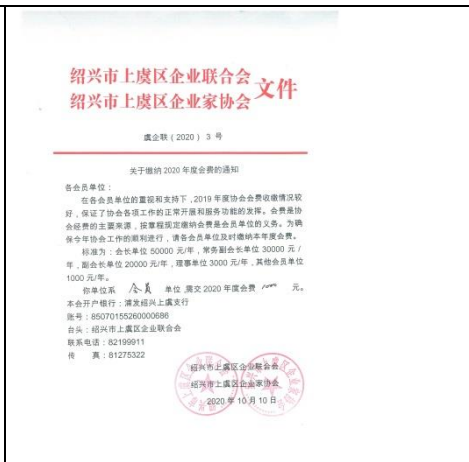 绍兴市上虞区企业联合会
绍兴市上虞区企业家协会 文件
虞企联(2020)3 号
关于缴纳 2020 年度会费的通知
各会员单位:
在各会员单位的重视和支持下,2019 年度协会会费收缴情况较
好,保证了协会各项工作的正常开展和服务功能的发挥。会费是协
会经费的主要来源,按章程规定缴纳会费是会员单位的义务。为确
保今年协会工作的顺利进行,请各会员单位及时缴纳本年度会费。
标准为:会长单位 50000 元/年,常务副会长单位 30000 元/
年,副会长单位 20000 元/年,理事单位 3000 元/年,其他会员单位
1000 元/年。
你单位系 会员 单位,需交 2020 年度会费 1000 元。
本会开户银行:浦发绍兴上虞支行
账号:85070155260000686
台头:绍兴市上虞区企业联合会
联系电话:82199911
传 真:81275322
绍兴市上虞区企业联合会
绍兴市上虞区企业家协会
2020 年 10 月 10 日